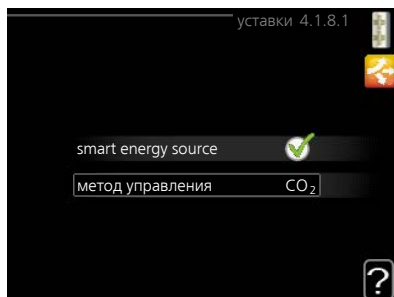 уставки 4.1.8.1
smart energy source
метод управления CO₂
?